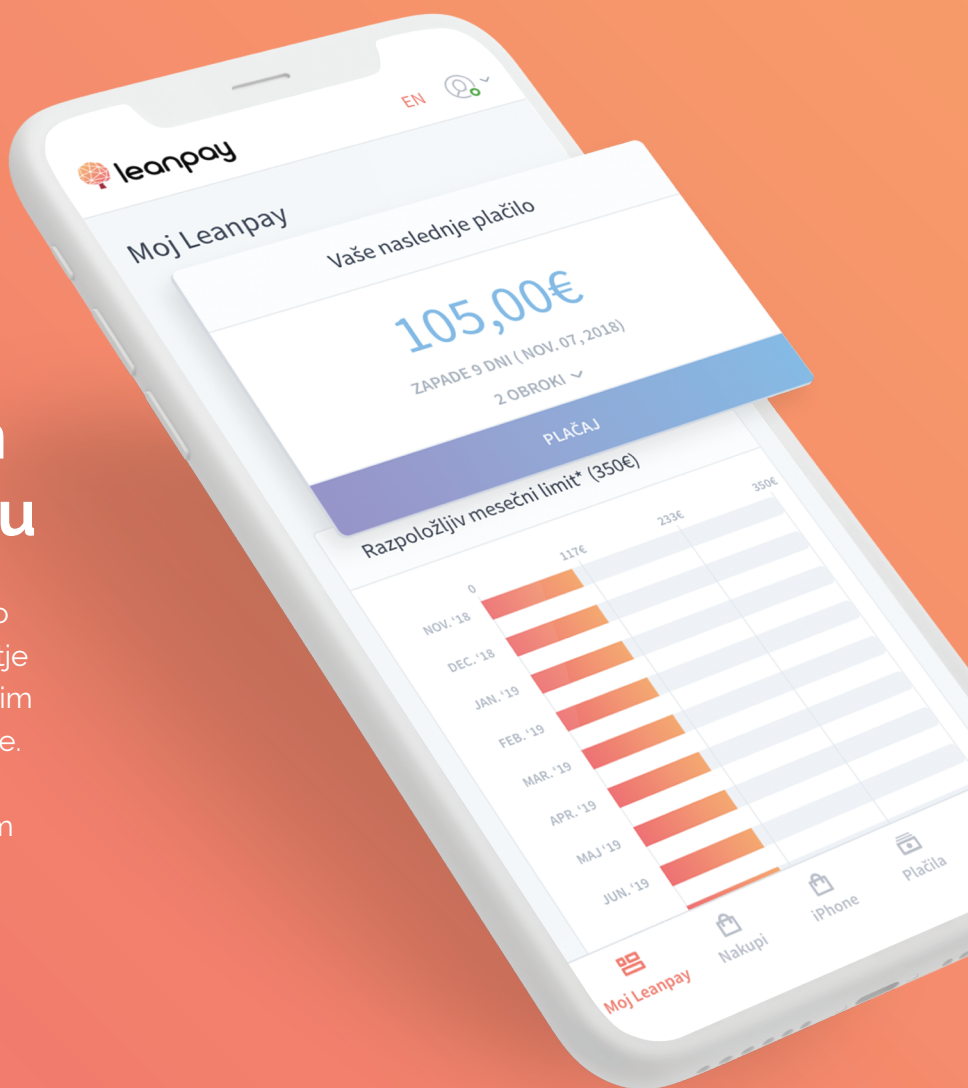 leanpay
EN
Moj Leanpay
Vaše naslednje plačilo
105,00€
ZAPADE 9 DNI ( NOV. 07, 2018)
2 OBROKI
PLAČAJ
Razpoložljiv mesečni limit* (350€)
0 117€ 233€ 350€
NOV. ‘18
DEC. ‘18
JAN. ‘19
FEB. ‘19
MAR. ‘19
APR. ‘19
MAJ ‘19
JUN. ‘19
Moj Leanpay
Nakupi
iPhone
Plačila